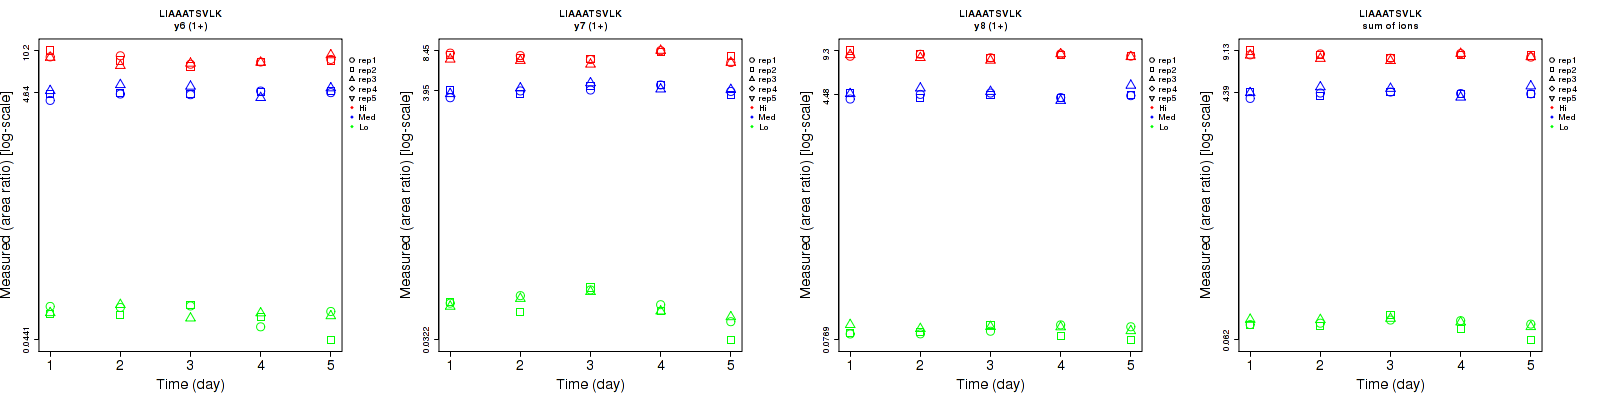 LIAAATSVLK
y6 (1+)
Measured (area ratio) [log-scale]
10.2
4.64
0.0441
1 2 3 4 5
Time (day)
rep1
rep2
rep3
rep4
rep5
Hi
Med
Lo
LIAAATSVLK
y7 (1+)
Measured (area ratio) [log-scale]
8.45
3.95
0.0322
1 2 3 4 5
Time (day)
rep1
rep2
rep3
rep4
rep5
Hi
Med
Lo
LIAAATSVLK
y8 (1+)
Measured (area ratio) [log-scale]
9.3
4.48
0.0769
1 2 3 4 5
Time (day)
rep1
rep2
rep3
rep4
rep5
Hi
Med
Lo
LIAAATSVLK
sum of ions
Measured (area ratio) [log-scale]
9.13
4.39
0.062
1 2 3 4 5
Time (day)
rep1
rep2
rep3
rep4
rep5
Hi
Med
Lo